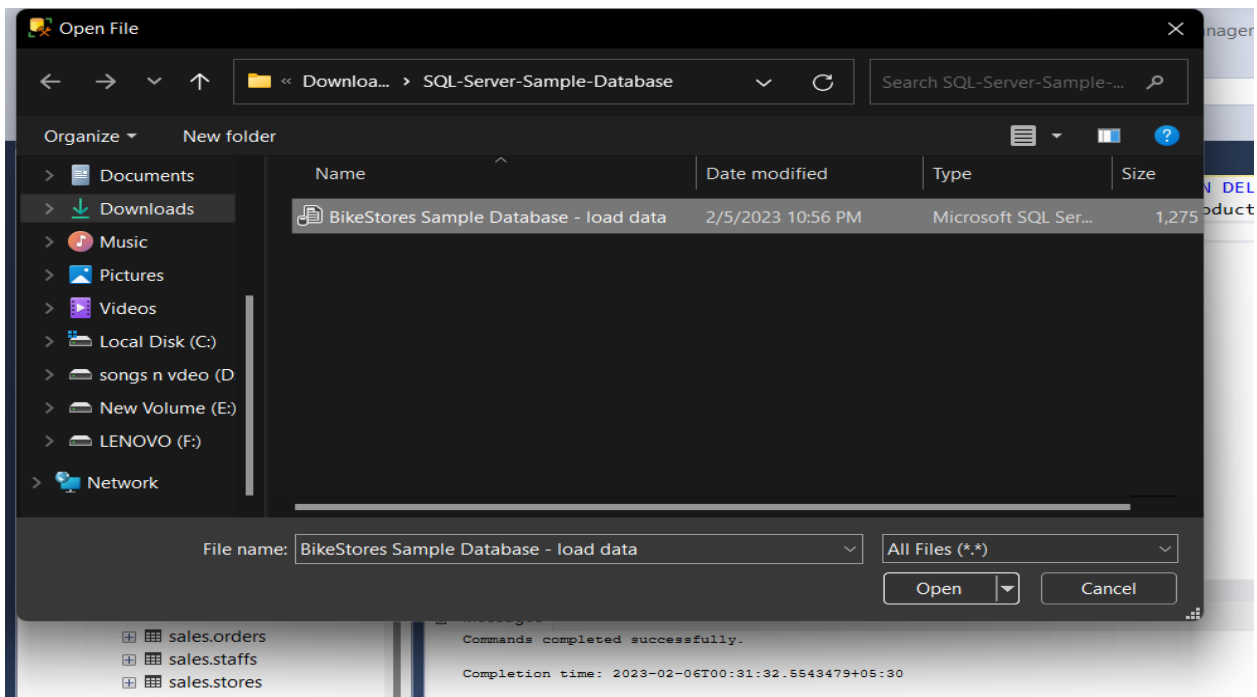 Open File
nager
« Downloa... > SQL-Server-Sample-Database
Search SQL-Server-Sample-...
Organize
New folder
Name
Date modified
Type
Size
Documents
Downloads
Music
Pictures
Videos
Local Disk (C:)
songs n vdeo (D
New Volume (E:)
LENOVO (F:)
Network
BikeStores Sample Database - load data 2/5/2023 10:56 PM Microsoft SQL Ser... 1,275
N DEL
oduct
File name: BikeStores Sample Database - load data
All Files (*.*)
Open
Cancel
sales.orders
sales.staffs
sales.stores
Commands completed successfully.
Completion time: 2023-02-06T00:31:32.5543479+05:30